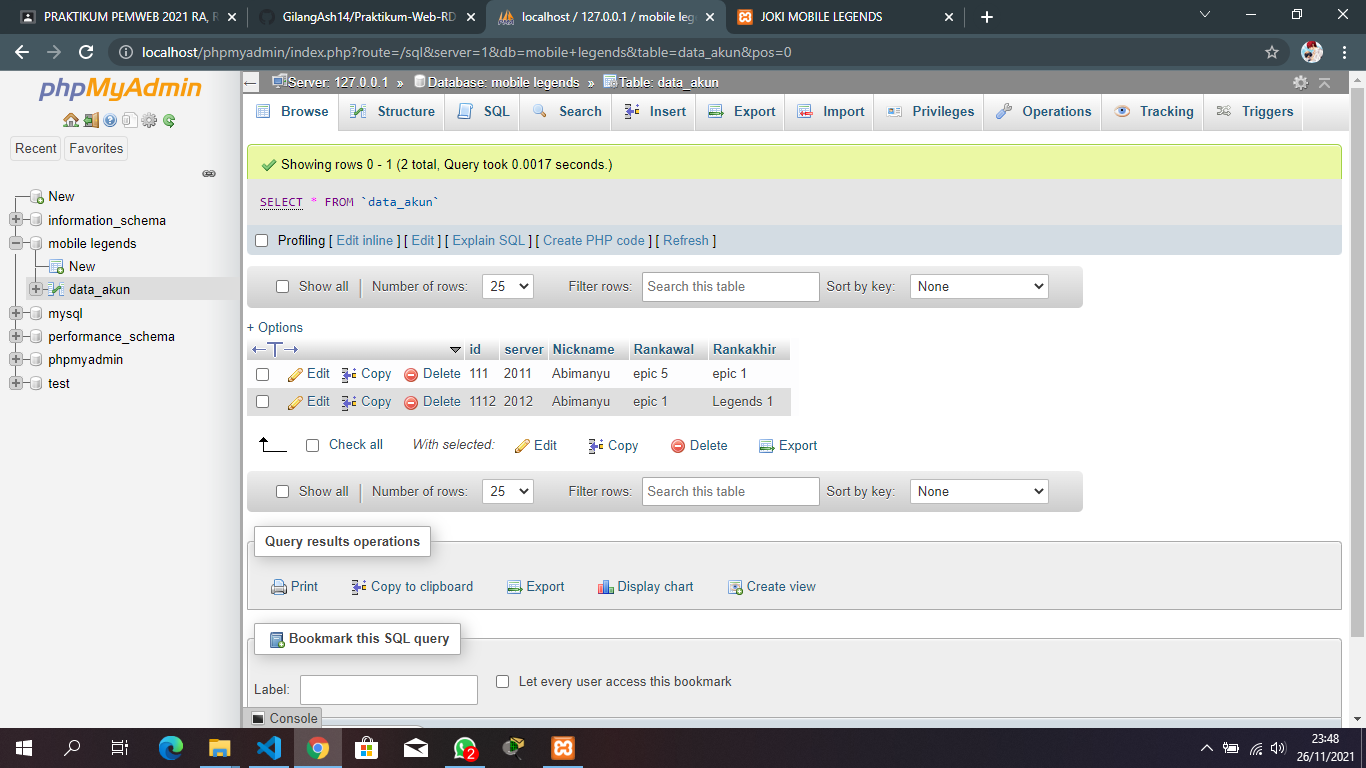 PRAKTIKUM PEMWEB 2021 RA, R
GilangAsh14/Praktikum-Web-RD
localhost / 127.0.0.1 / mobile leg
JOKI MOBILE LEGENDS
localhost/phpmyadmin/index.php?route=/sql&server=1&db=mobile+legends&table=data_akun&pos=0
phpMyAdmin
Recent Favorites
New
information_schema
mobile legends
New
data_akun
mysql
performance_schema
phpmyadmin
test
Server: 127.0.0.1 » Database: mobile legends » Table: data_akun
Browse Structure SQL Search Insert Export Import Privileges Operations Tracking Triggers
Showing rows 0 - 1 (2 total, Query took 0.0017 seconds.)
SELECT * FROM `data_akun`
Profiling [ Edit inline ] [ Edit ] [ Explain SQL ] [ Create PHP code ] [ Refresh ]
Show all Number of rows: 25 Filter rows: Search this table Sort by key: None
+ Options
id server Nickname Rankawal Rankakhir
Edit Copy Delete 111 2011 Abimanyu epic 5 epic 1
Edit Copy Delete 1112 2012 Abimanyu epic 1 Legends 1
Check all With selected: Edit Copy Delete Export
Show all Number of rows: 25 Filter rows: Search this table Sort by key: None
Query results operations
Print Copy to clipboard Export Display chart Create view
Bookmark this SQL query
Label: Let every user access this bookmark
Console
2
23:48
26/11/2021